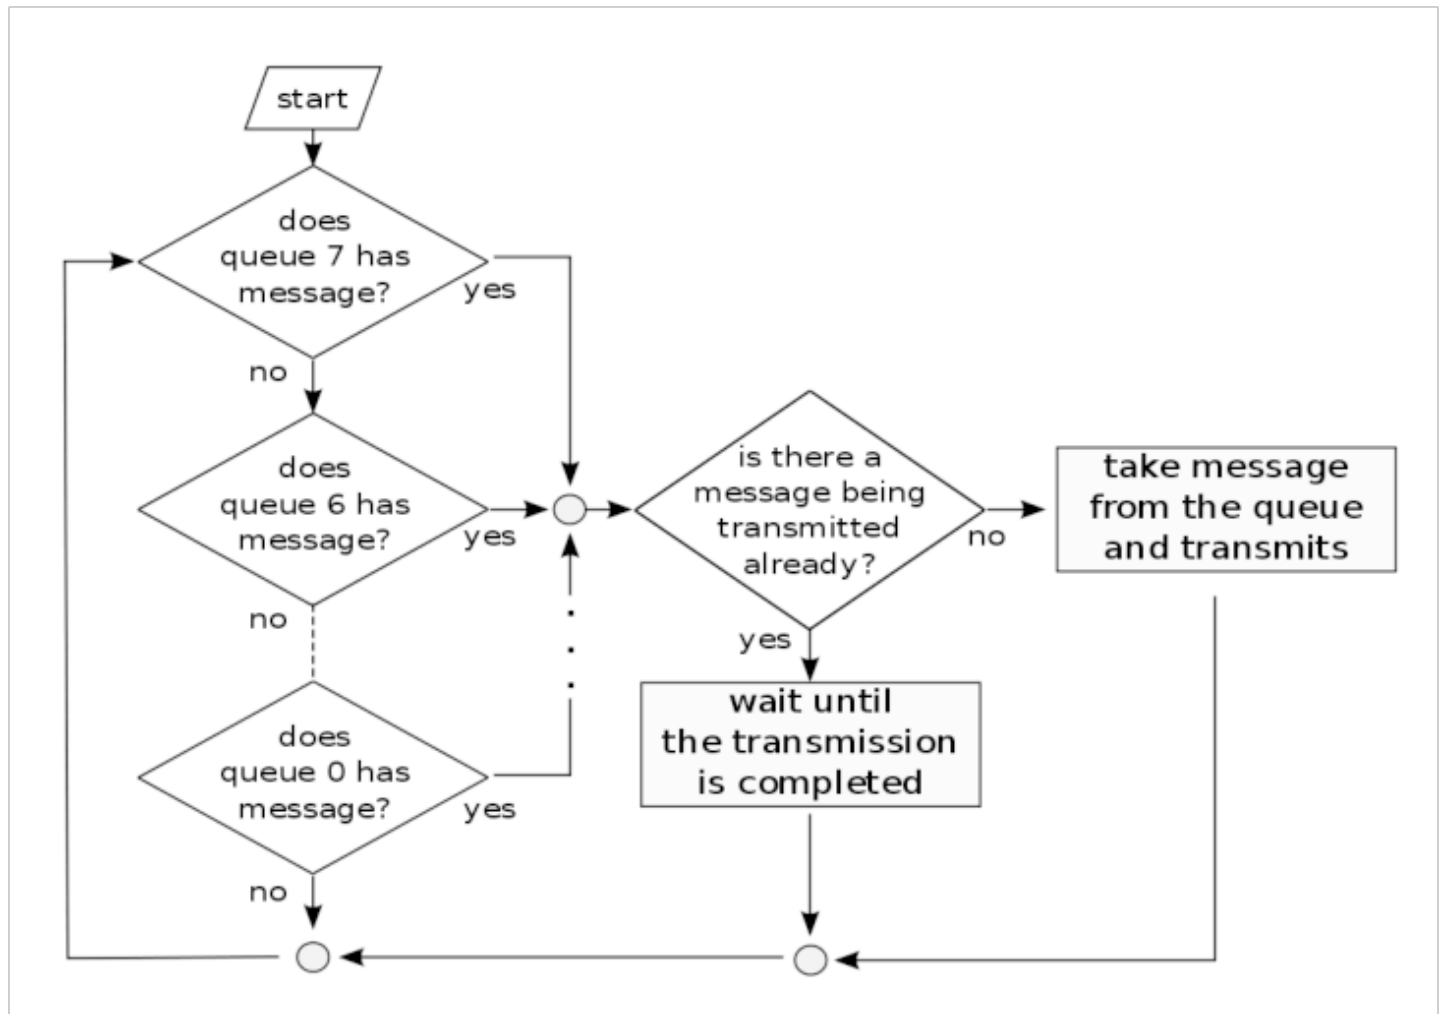 start
does
queue 7 has
message?
yes
no
does
queue 6 has
message?
yes
no
does
queue 0 has
message?
yes
no
is there a
message being
transmitted
already?
no
yes
take message
from the queue
and transmits
wait until
the transmission
is completed